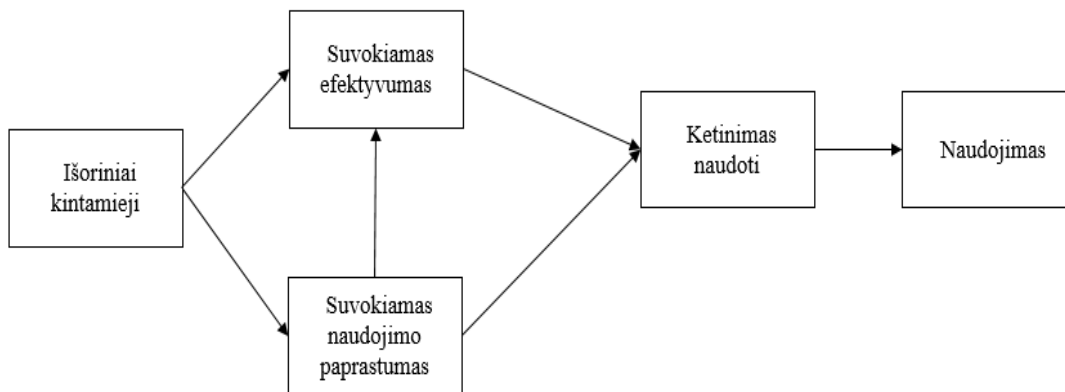 Suvokiamas
efektyvumas
Išoriniai
kintamieji
Ketinimas
naudoti
Naudojimas
Suvokiamas
naudojimo
paprastumas